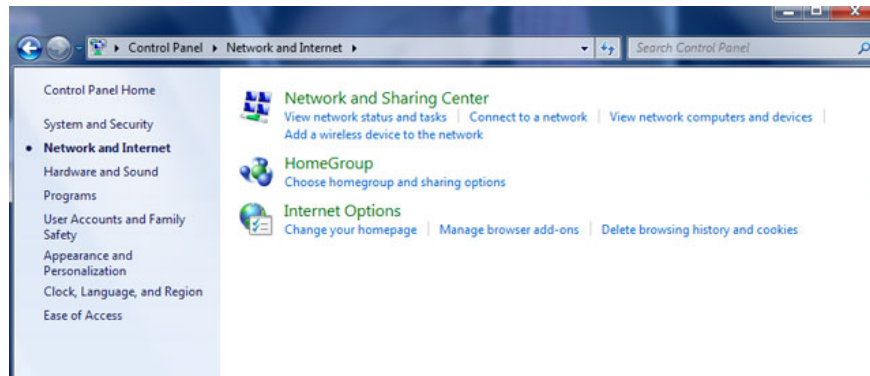 Control Panel ▸ Network and Internet ▸
Search Control Panel
Control Panel Home
System and Security
Network and Internet
Hardware and Sound
Programs
User Accounts and Family
Safety
Appearance and
Personalization
Clock, Language, and Region
Ease of Access
Network and Sharing Center
View network status and tasks | Connect to a network | View network computers and devices |
Add a wireless device to the network
HomeGroup
Choose homegroup and sharing options
Internet Options
Change your homepage | Manage browser add-ons | Delete browsing history and cookies